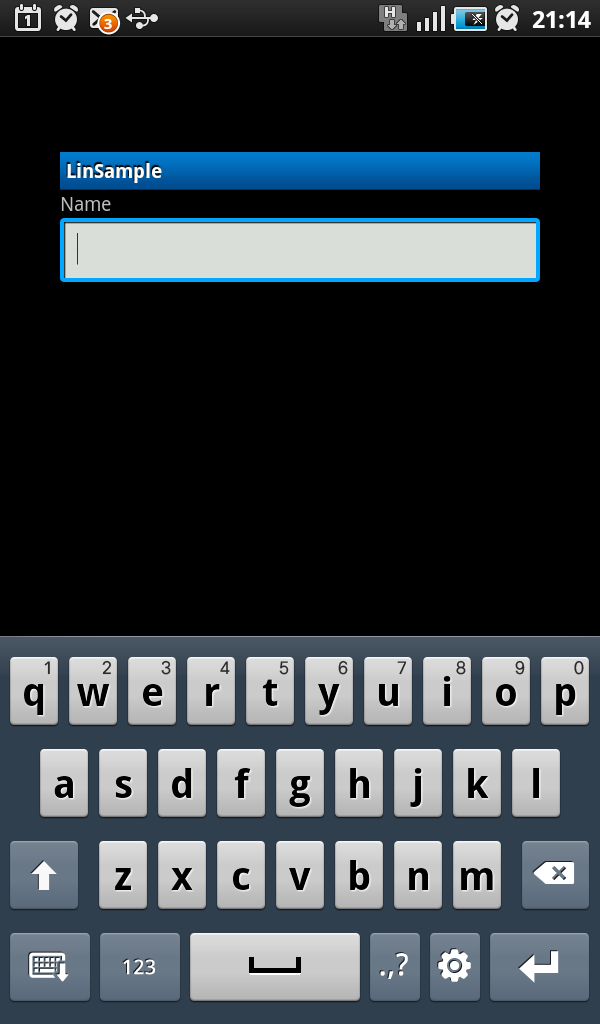 1 3 H 21:14
LinSample
Name
1 2 3 4 5 6 7 8 9 0
q w e r t y u i o p
a s d f g h j k l
z x c v b n m
123 .,?